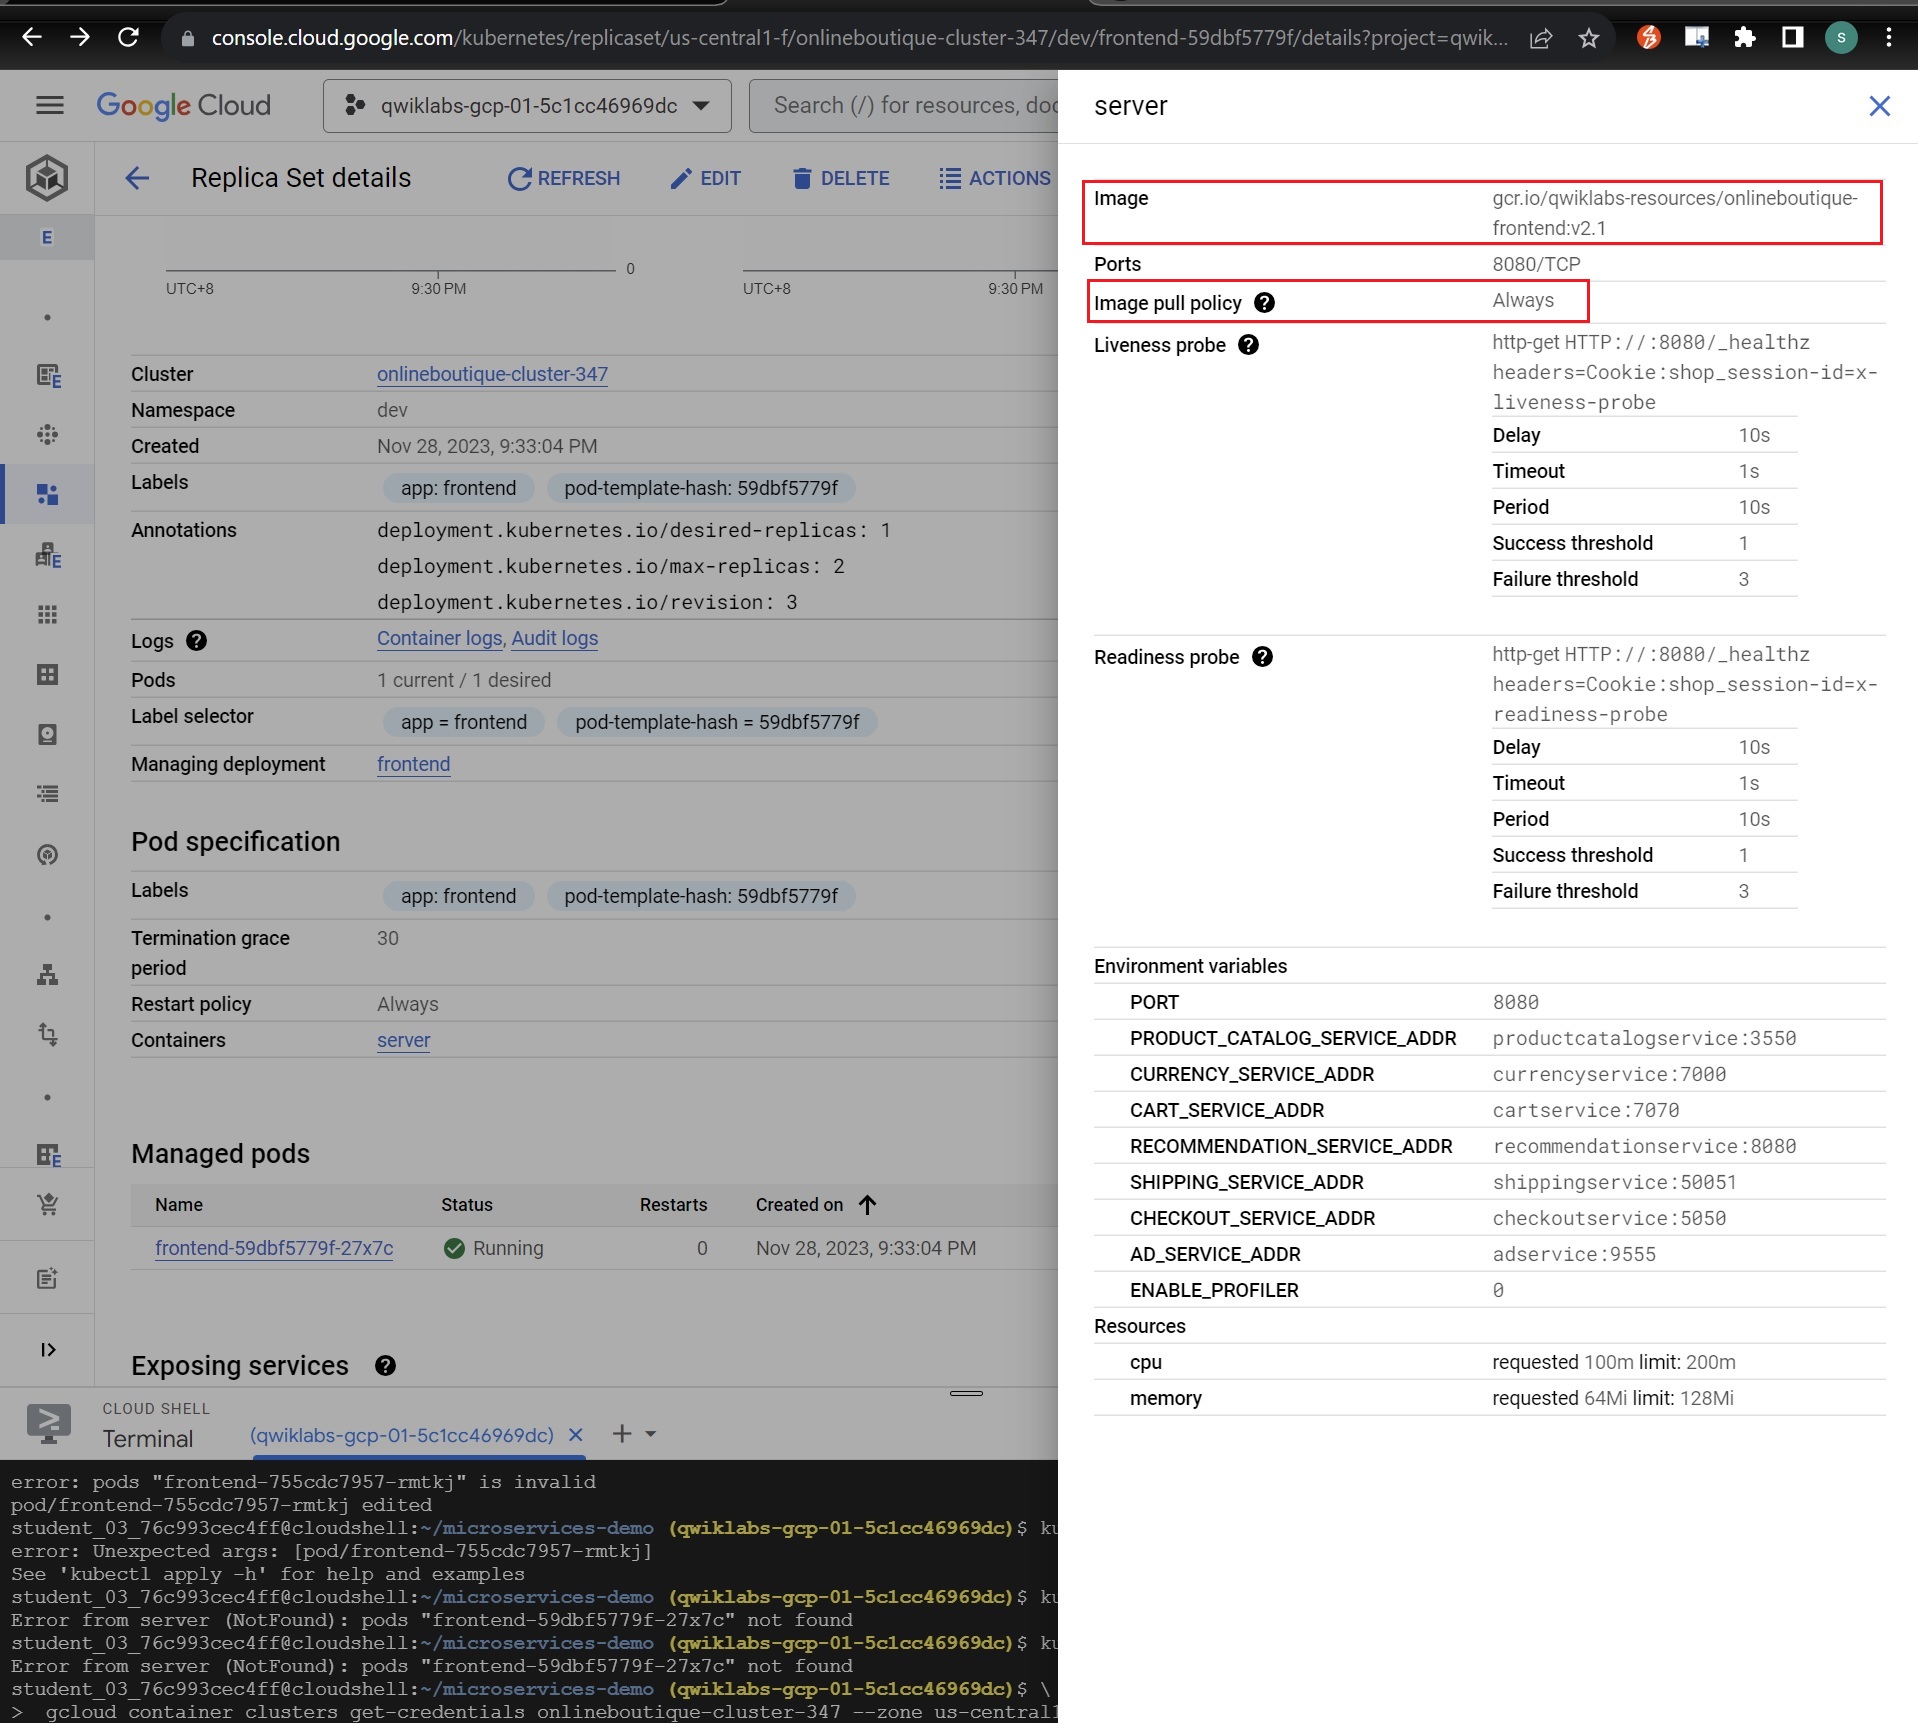 console.cloud.google.com/kubernetes/replicaset/us-central1-f/onlineboutique-cluster-347/dev/frontend-59dbf5779f/details?project=qwik...
S
Google Cloud
qwiklabs-gcp-01-5c1cc46969dc
Search (/) for resources, doc
Replica Set details
REFRESH
EDIT
DELETE
ACTIONS
E
0
UTC+8
9:30 PM
UTC+8
9:30 PM
E
E
E
Cluster
onlineboutique-cluster-347
Namespace
dev
Created
Nov 28, 2023, 9:33:04 PM
Labels
app: frontend
pod-template-hash: 59dbf5779f
Annotations
deployment.kubernetes.io/desired-replicas: 1
deployment.kubernetes.io/max-replicas: 2
deployment.kubernetes.io/revision: 3
Logs
Container logs, Audit logs
Pods
1 current / 1 desired
Label selector
app = frontend
pod-template-hash = 59dbf5779f
Managing deployment
frontend
Pod specification
Labels
app: frontend
pod-template-hash: 59dbf5779f
Termination grace
period
30
Restart policy
Always
Containers
server
Managed pods
Name
Status
Restarts
Created on
frontend-59dbf5779f-27x7c
Running
0
Nov 28, 2023, 9:33:04 PM
Exposing services
CLOUD SHELL
Terminal
(qwiklabs-gcp-01-5c1cc46969dc)
error: pods "frontend-755cdc7957-rmtkj" is invalid
pod/frontend-755cdc7957-rmtkj edited
student_03_76c993cec4ff@cloudshell:~/microservices-demo (qwiklabs-gcp-01-5c1cc46969dc)$ ku
error: Unexpected args: [pod/frontend-755cdc7957-rmtkj]
See 'kubectl apply -h' for help and examples
student_03_76c993cec4ff@cloudshell:~/microservices-demo (qwiklabs-gcp-01-5c1cc46969dc)$ ku
Error from server (NotFound): pods "frontend-59dbf5779f-27x7c" not found
student_03_76c993cec4ff@cloudshell:~/microservices-demo (qwiklabs-gcp-01-5c1cc46969dc)$ ku
Error from server (NotFound): pods "frontend-59dbf5779f-27x7c" not found
student_03_76c993cec4ff@cloudshell:~/microservices-demo (qwiklabs-gcp-01-5c1cc46969dc)$ \
> gcloud container clusters get-credentials onlineboutique-cluster-347 --zone us-central1
server
Image
gcr.io/qwiklabs-resources/onlineboutique-
frontend:v2.1
Ports
8080/TCP
Image pull policy
Always
Liveness probe
http-get HTTP://:8080/_healthz
headers=Cookie:shop_session-id=x-
liveness-probe
Delay
10s
Timeout
1s
Period
10s
Success threshold
1
Failure threshold
3
Readiness probe
http-get HTTP://:8080/_healthz
headers=Cookie:shop_session-id=x-
readiness-probe
Delay
10s
Timeout
1s
Period
10s
Success threshold
1
Failure threshold
3
Environment variables
PORT
8080
PRODUCT_CATALOG_SERVICE_ADDR
productcatalogservice:3550
CURRENCY_SERVICE_ADDR
currencyservice:7000
CART_SERVICE_ADDR
cartservice:7070
RECOMMENDATION_SERVICE_ADDR
recommendationservice:8080
SHIPPING_SERVICE_ADDR
shippingservice:50051
CHECKOUT_SERVICE_ADDR
checkoutservice:5050
AD_SERVICE_ADDR
adservice:9555
ENABLE_PROFILER
0
Resources
cpu
requested 100m limit: 200m
memory
requested 64Mi limit: 128Mi